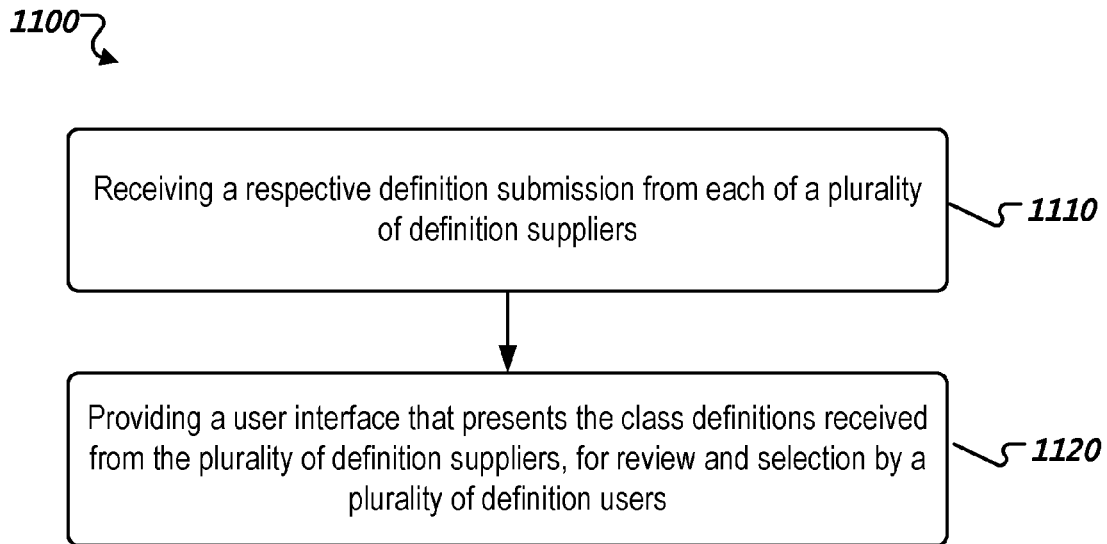 1100
Receiving a respective definition submission from each of a plurality
of definition suppliers
1110
Providing a user interface that presents the class definitions received
from the plurality of definition suppliers, for review and selection by a
plurality of definition users
1120